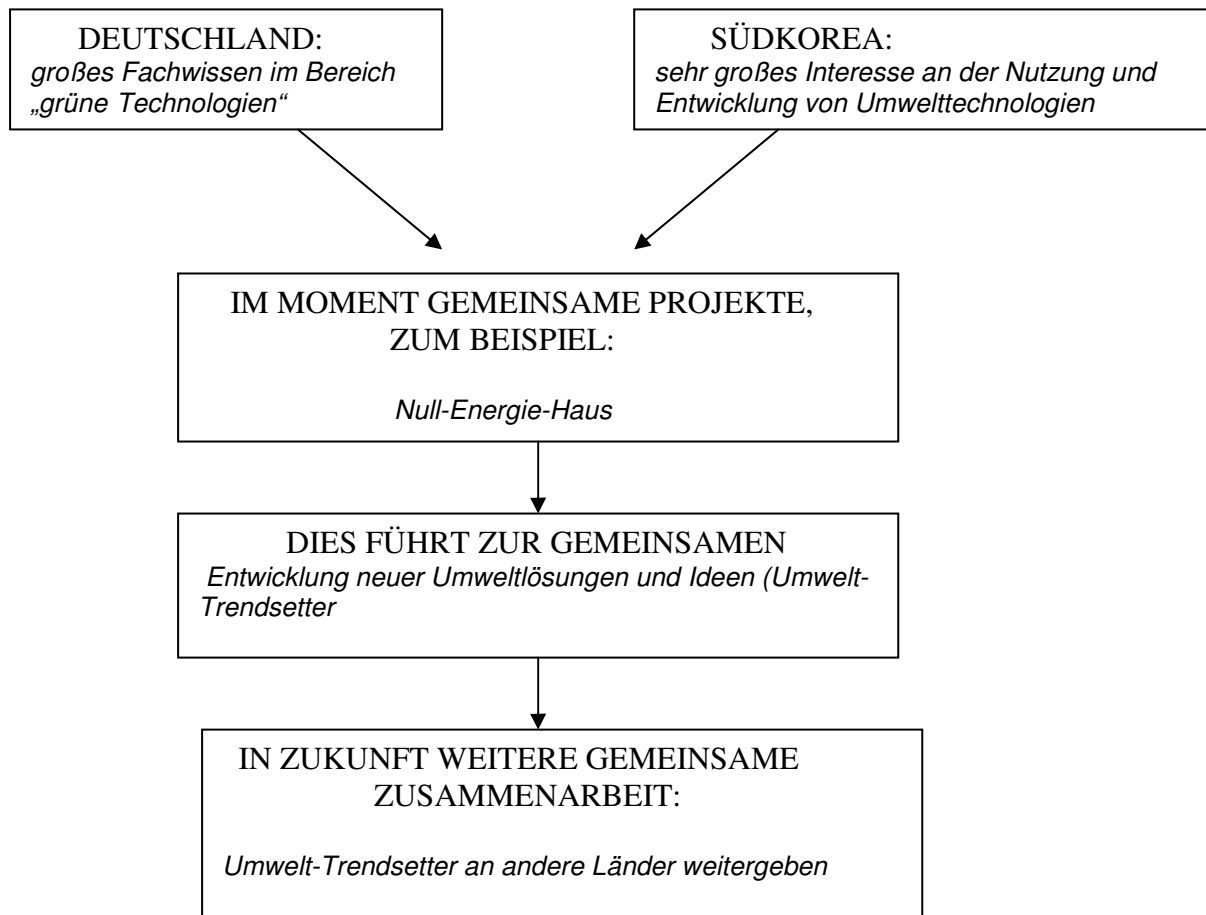 DEUTSCHLAND:
großes Fachwissen im Bereich
„grüne Technologien“
SÜDKOREA:
sehr großes Interesse an der Nutzung und
Entwicklung von Umwelttechnologien
IM MOMENT GEMEINSAME PROJEKTE,
ZUM BEISPIEL:
Null-Energie-Haus
DIES FÜHRT ZUR GEMEINSAMEN
Entwicklung neuer Umweltlösungen und Ideen (Umwelt-
Trendsetter
IN ZUKUNFT WEITERE GEMEINSAME
ZUSAMMENARBEIT:
Umwelt-Trendsetter an andere Länder weitergeben